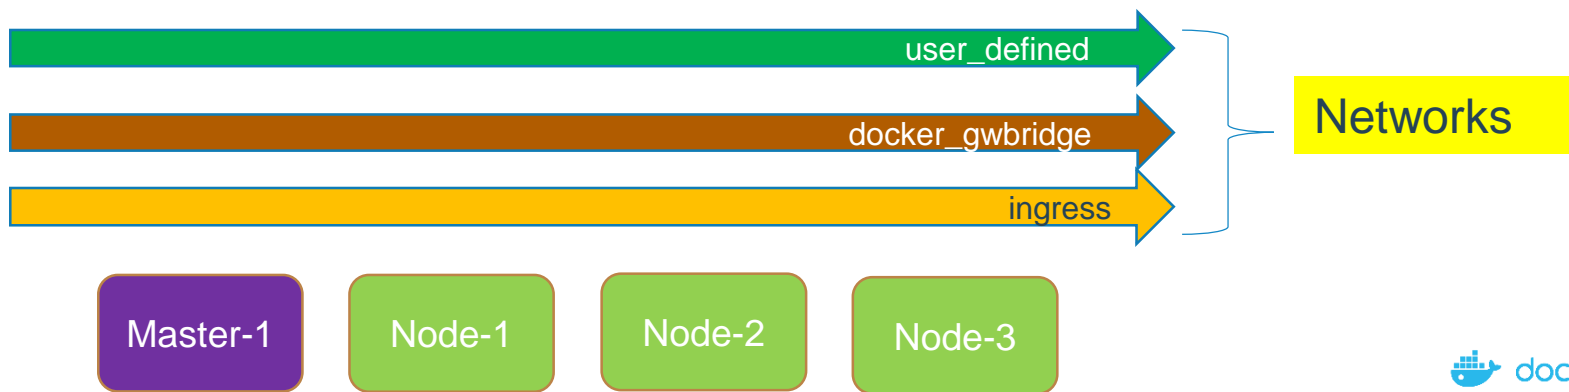 user_defined
docker_gwbridge
ingress
Networks
Master-1
Node-1
Node-2
Node-3
doc